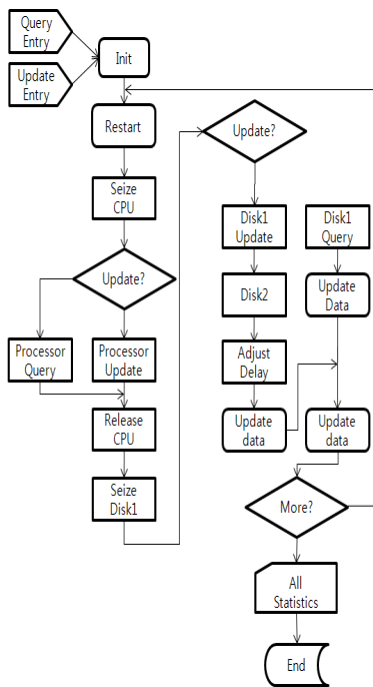 Query
Entry
Update
Entry
Init
Restart
Seize
CPU
Update?
Processor
Query
Processor
Update
Release
CPU
Seize
Disk1
Update?
Disk1
Update
Disk1
Query
Disk2
Update
Data
Adjust
Delay
Update
data
Update
data
More?
All
Statistics
End